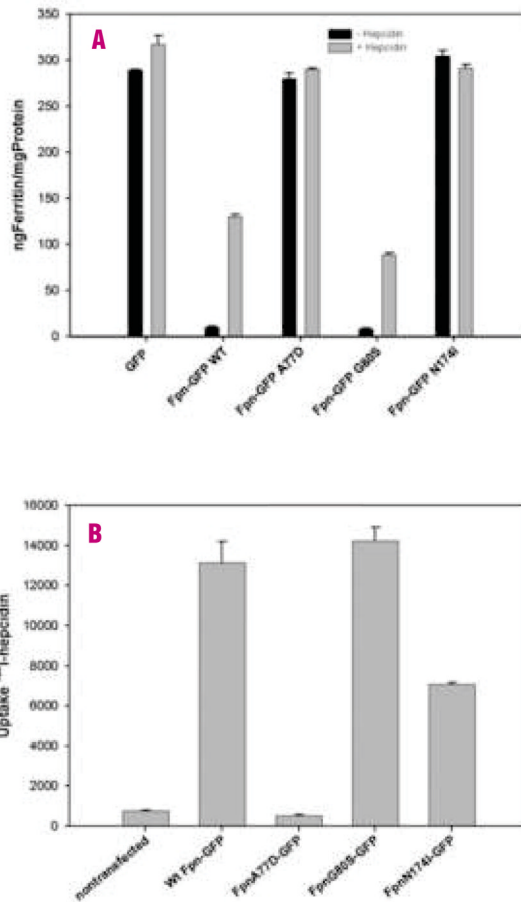 A
- Hepcidin
+ Hepcidin
ngFerritin/mgProtein
350
300
250
200
150
100
50
0
GFP
Fpn-GFP WT
Fpn-GFP A77D
Fpn-GFP G80S
Fpn-GFP N174I
B
Uptake I-hepcidin
16000
14000
12000
10000
8000
6000
4000
2000
0
nontransfected
Wt Fpn-GFP
FpnA77D-GFP
FpnG80S-GFP
FpnN174I-GFP